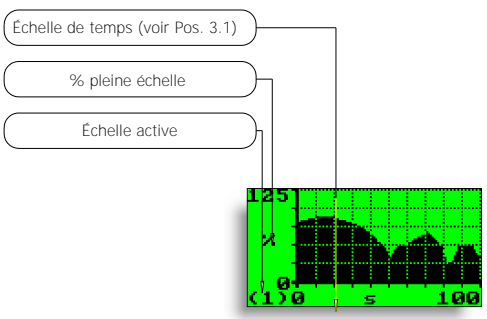 Échelle de temps (voir Pos. 3.1)
% pleine échelle
Échelle active
125
%
0
(1)0 s 100